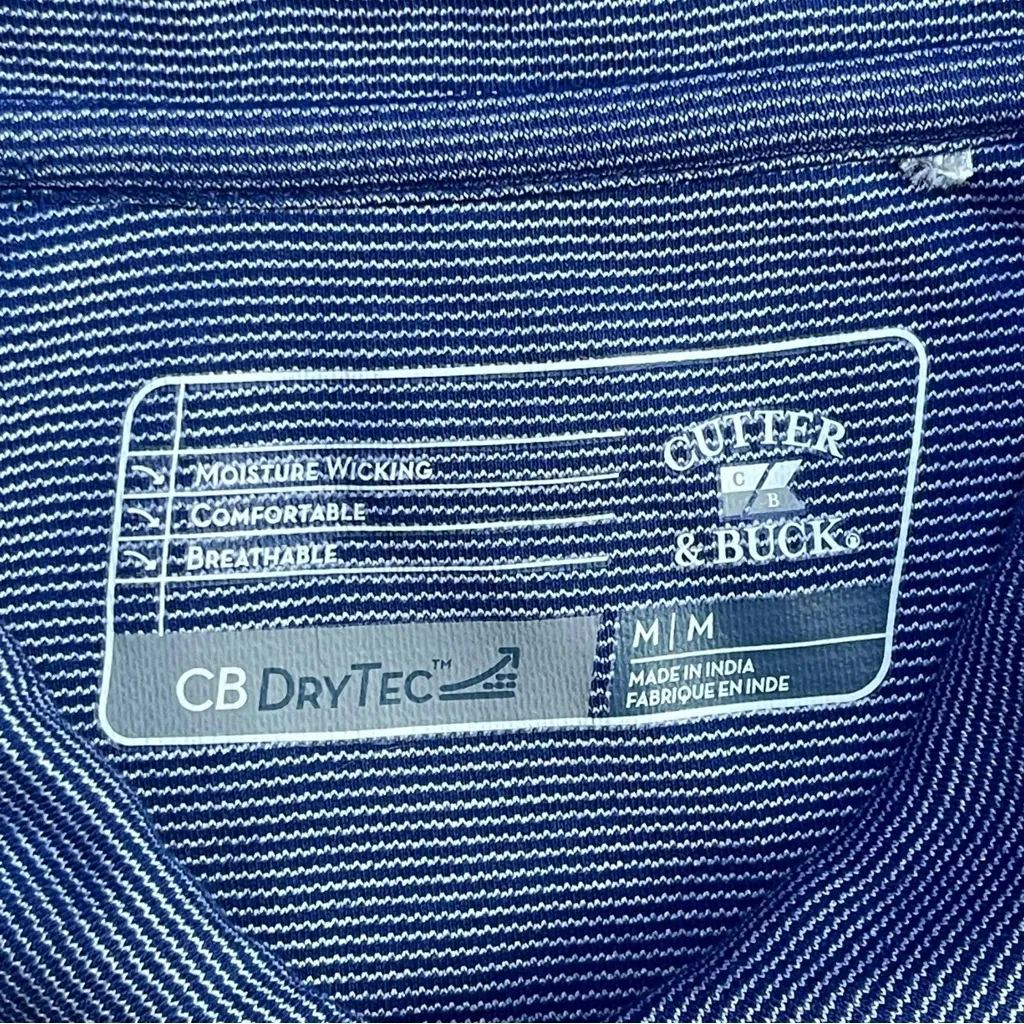 MOISTURE WICKING
COMFORTABLE
BREATHABLE
CUTTER
C
B
& BUCK®
CB DRYTEC™
M | M
MADE IN INDIA
FABRIQUE EN INDE